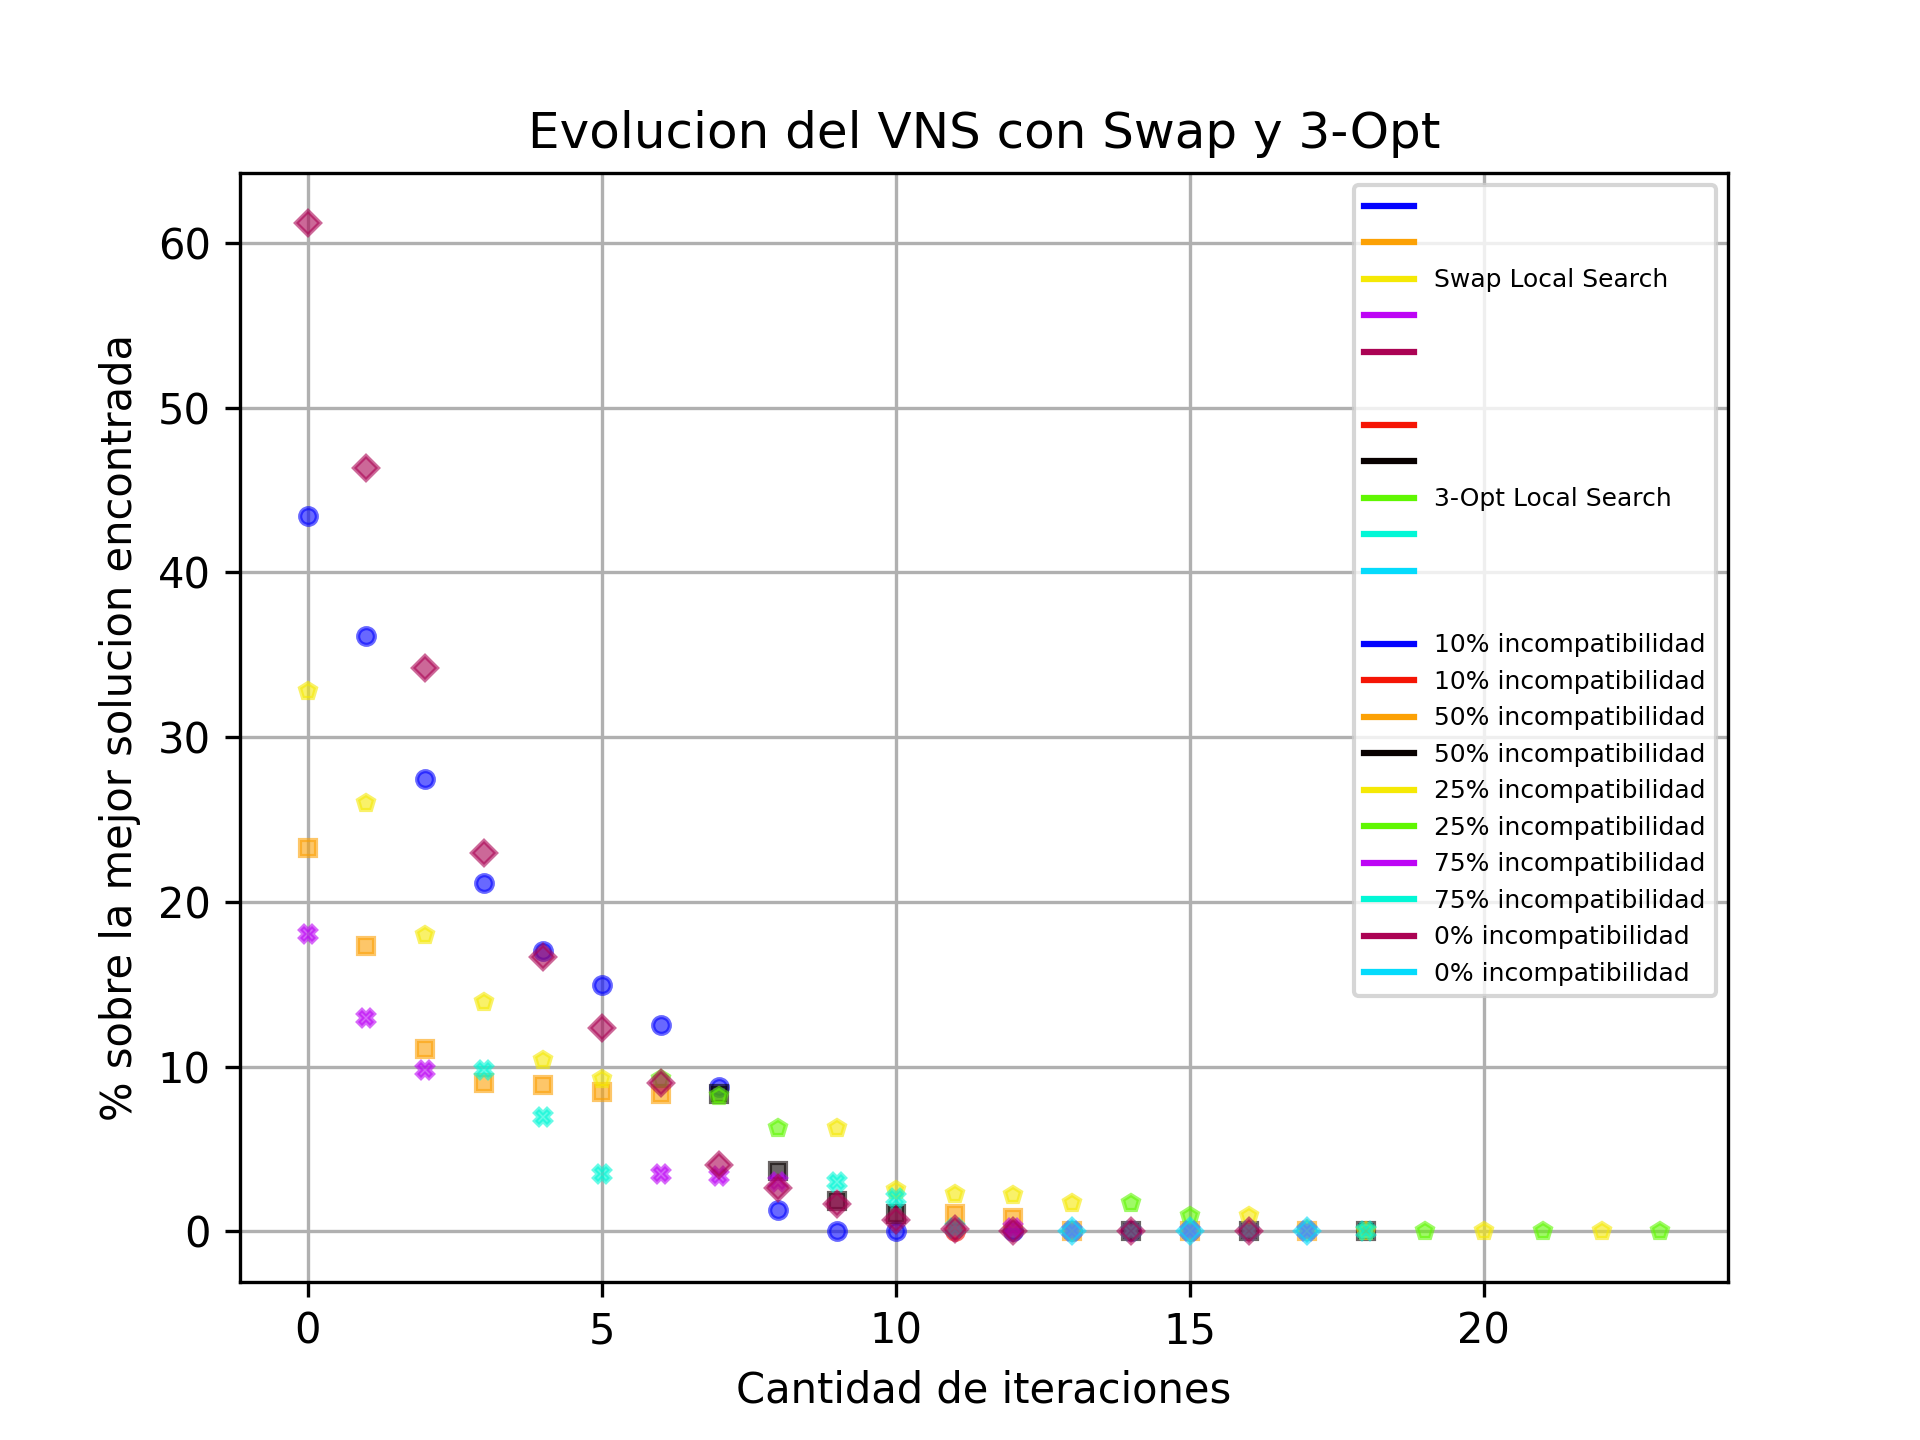 Evolucion del VNS con Swap y 3-Opt
% sobre la mejor solucion encontrada
60
50
40
30
20
10
0
Swap Local Search
3-Opt Local Search
10% incompatibilidad
10% incompatibilidad
50% incompatibilidad
50% incompatibilidad
25% incompatibilidad
25% incompatibilidad
75% incompatibilidad
75% incompatibilidad
0% incompatibilidad
0% incompatibilidad
0 5 10 15 20
Cantidad de iteraciones